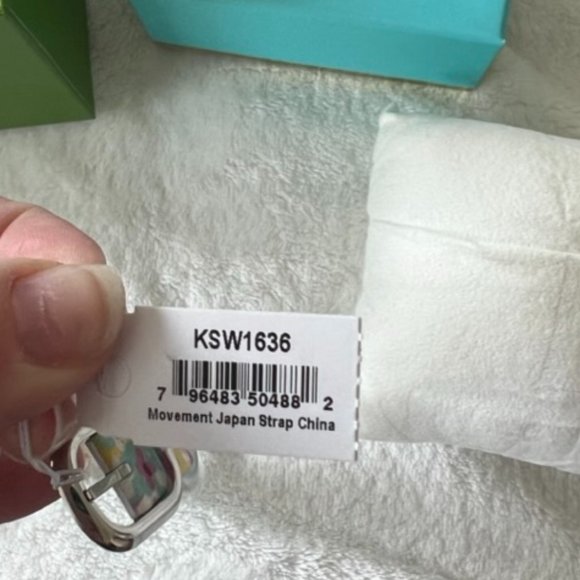 KSW1636
7 96483 50488 2
Movement Japan Strap China